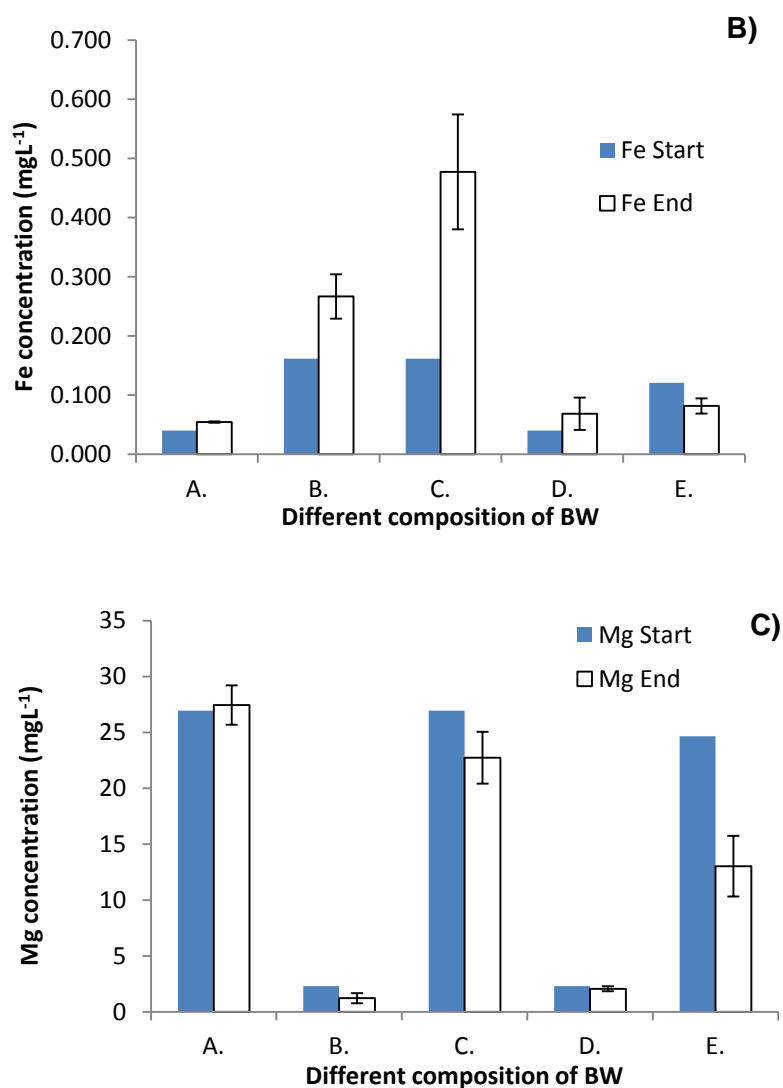 B)
0.700
0.600
0.500
0.400
0.300
0.200
0.100
0.000
Fe concentration (mgL⁻¹)
Fe Start
Fe End
A. B. C. D. E.
Different composition of BW
C)
35
30
25
20
15
10
5
0
Mg concentration (mgL⁻¹)
Mg Start
Mg End
A. B. C. D. E.
Different composition of BW